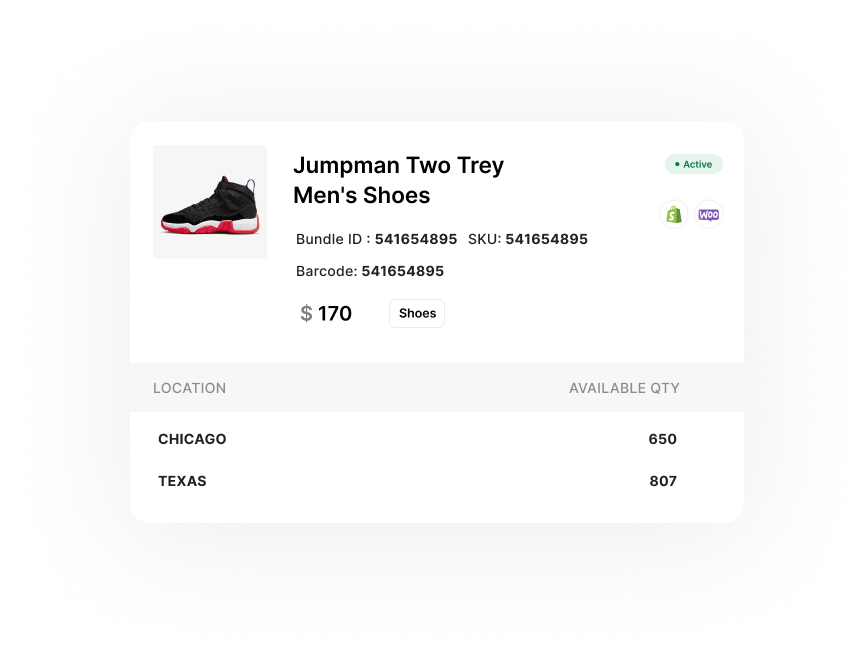 Jumpman Two Trey
Men's Shoes
Active
WOO
Bundle ID : 541654895 SKU: 541654895
Barcode: 541654895
$ 170 Shoes
LOCATION AVAILABLE QTY
CHICAGO 650
TEXAS 807